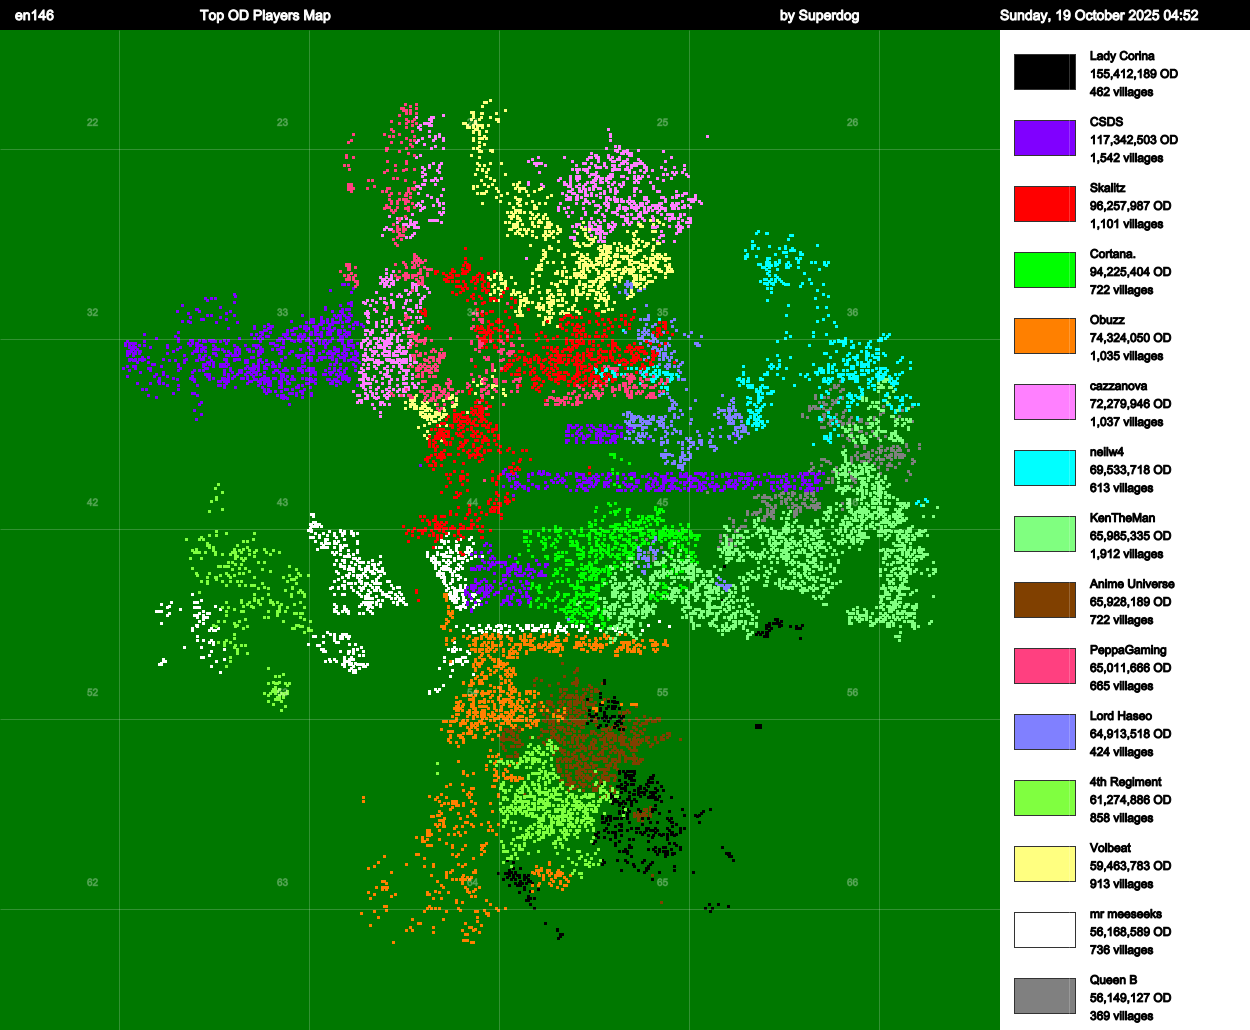 en146
Top OD Players Map
by Superdog
Sunday, 19 October 2025 04:52
22
23
25
26
32
33
34
35
36
42
43
44
45
52
53
55
56
62
63
64
65
66
Lady Corina
155,412,189 OD
462 villages
CSDS
117,342,503 OD
1,542 villages
Skalitz
96,257,987 OD
1,101 villages
Cortana.
94,225,404 OD
722 villages
Obuzz
74,324,050 OD
1,035 villages
cazzanova
72,279,946 OD
1,037 villages
neilw4
69,533,718 OD
613 villages
KenTheMan
65,985,335 OD
1,912 villages
Anime Universe
65,928,189 OD
722 villages
PeppaGaming
65,011,666 OD
665 villages
Lord Haseo
64,913,518 OD
424 villages
4th Regiment
61,274,886 OD
858 villages
Volbeat
59,463,783 OD
913 villages
mr meeseeks
56,168,589 OD
736 villages
Queen B
56,149,127 OD
369 villages